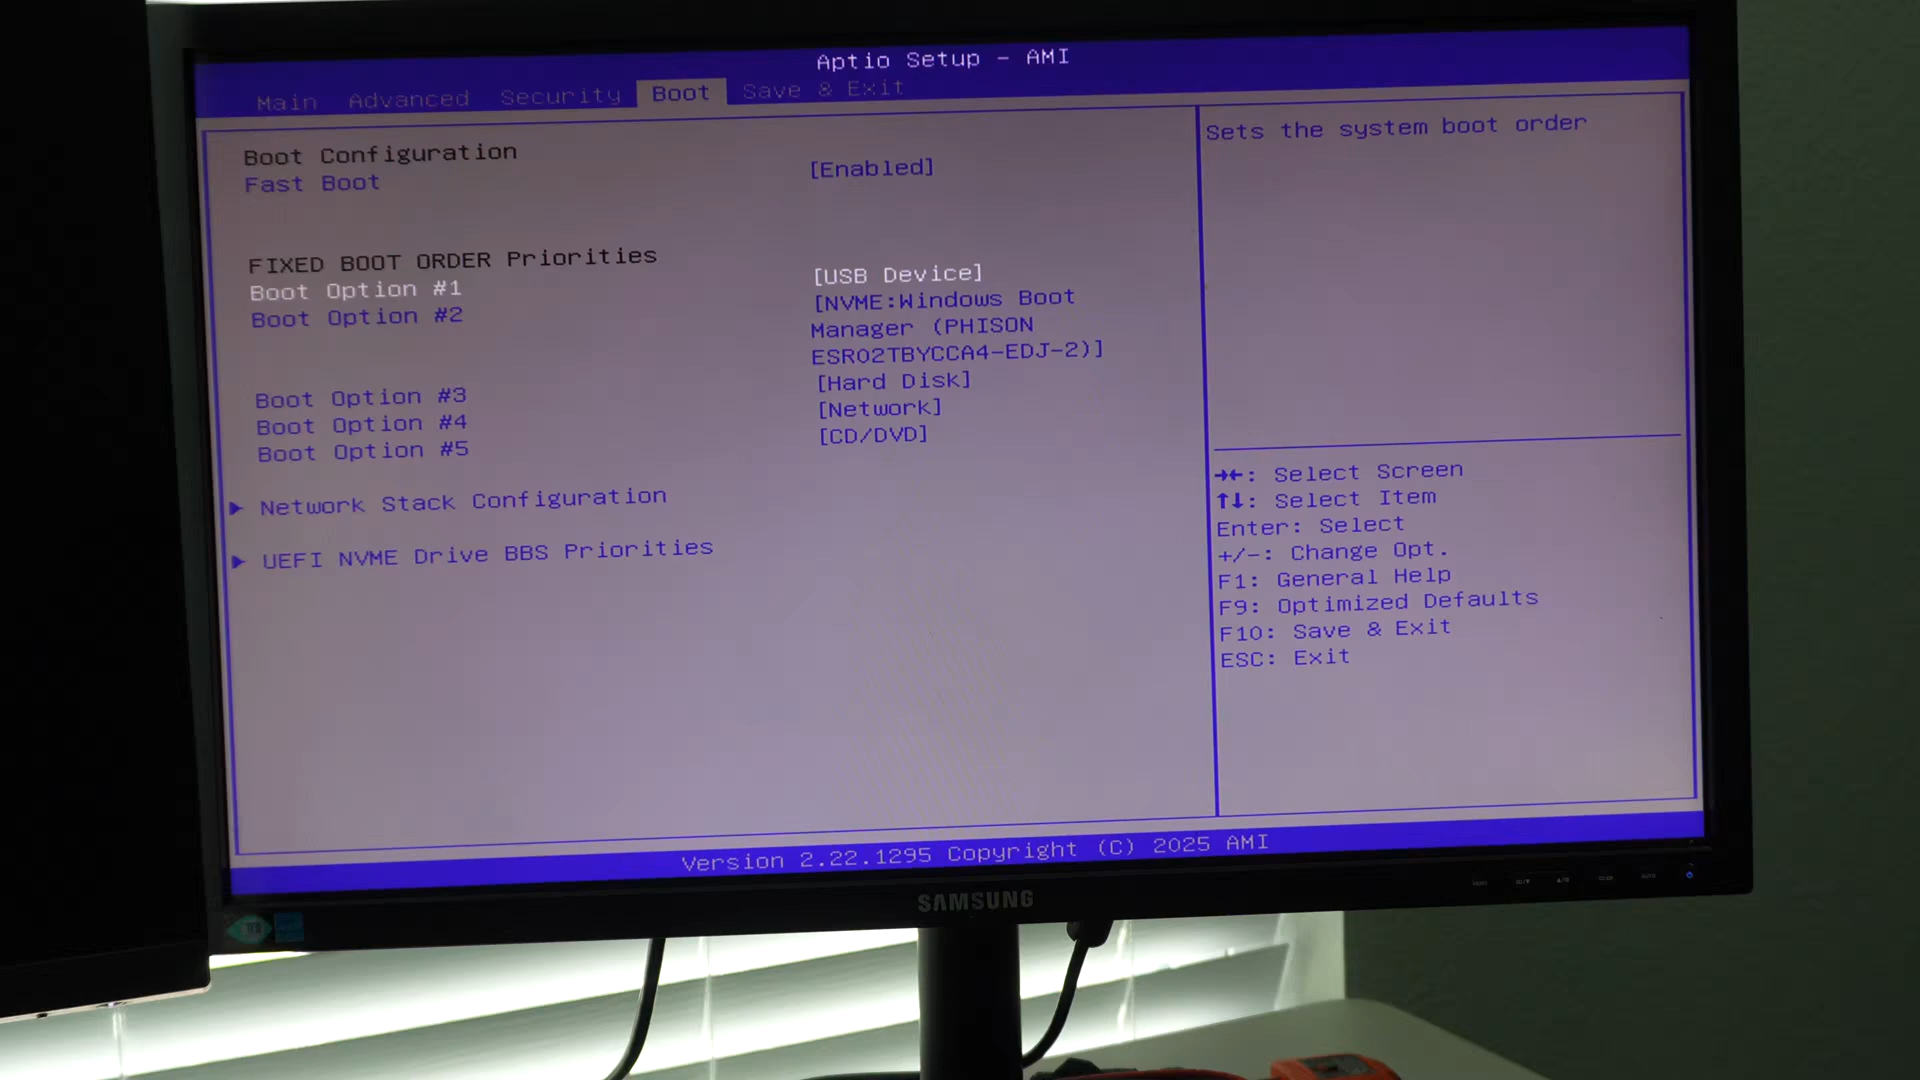 Aptio Setup - AMI
Main Advanced Security Boot Save & Exit
Boot Configuration
Fast Boot [Enabled]
FIXED BOOT ORDER Priorities
Boot Option #1 [USB Device]
Boot Option #2 [NVME:Windows Boot
Manager (PHISON
ESR02TBYCCA4-EDJ-2)]
Boot Option #3 [Hard Disk]
Boot Option #4 [Network]
Boot Option #5 [CD/DVD]
Network Stack Configuration
UEFI NVME Drive BBS Priorities
Sets the system boot order
→←: Select Screen
↑↓: Select Item
Enter: Select
+/-: Change Opt.
F1: General Help
F9: Optimized Defaults
F10: Save & Exit
ESC: Exit
Version 2.22.1295 Copyright (C) 2025 AMI
SAMSUNG